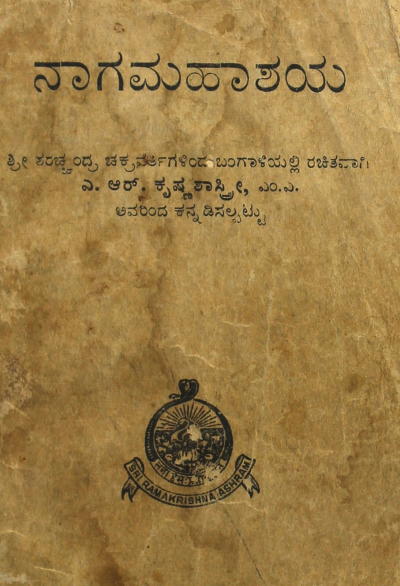 ನಾಗಮಹಾಶಯ
ಶ್ರೀ ಶರಚ್ಚಂದ್ರ ಚಕ್ರವರ್ತಿಗಳಿಂದ ಬಂಗಾಳಿಯಲ್ಲಿ ರಚಿತವಾಗಿ
ಎ. ಆರ್. ಕೃಷ್ಣಶಾಸ್ತ್ರೀ, ಎಂ.ಎ.
ಅವರಿಂದ ಕನ್ನಡಿಸಲ್ಪಟ್ಟು
SRI RAMAKRISHNA ASHRAM